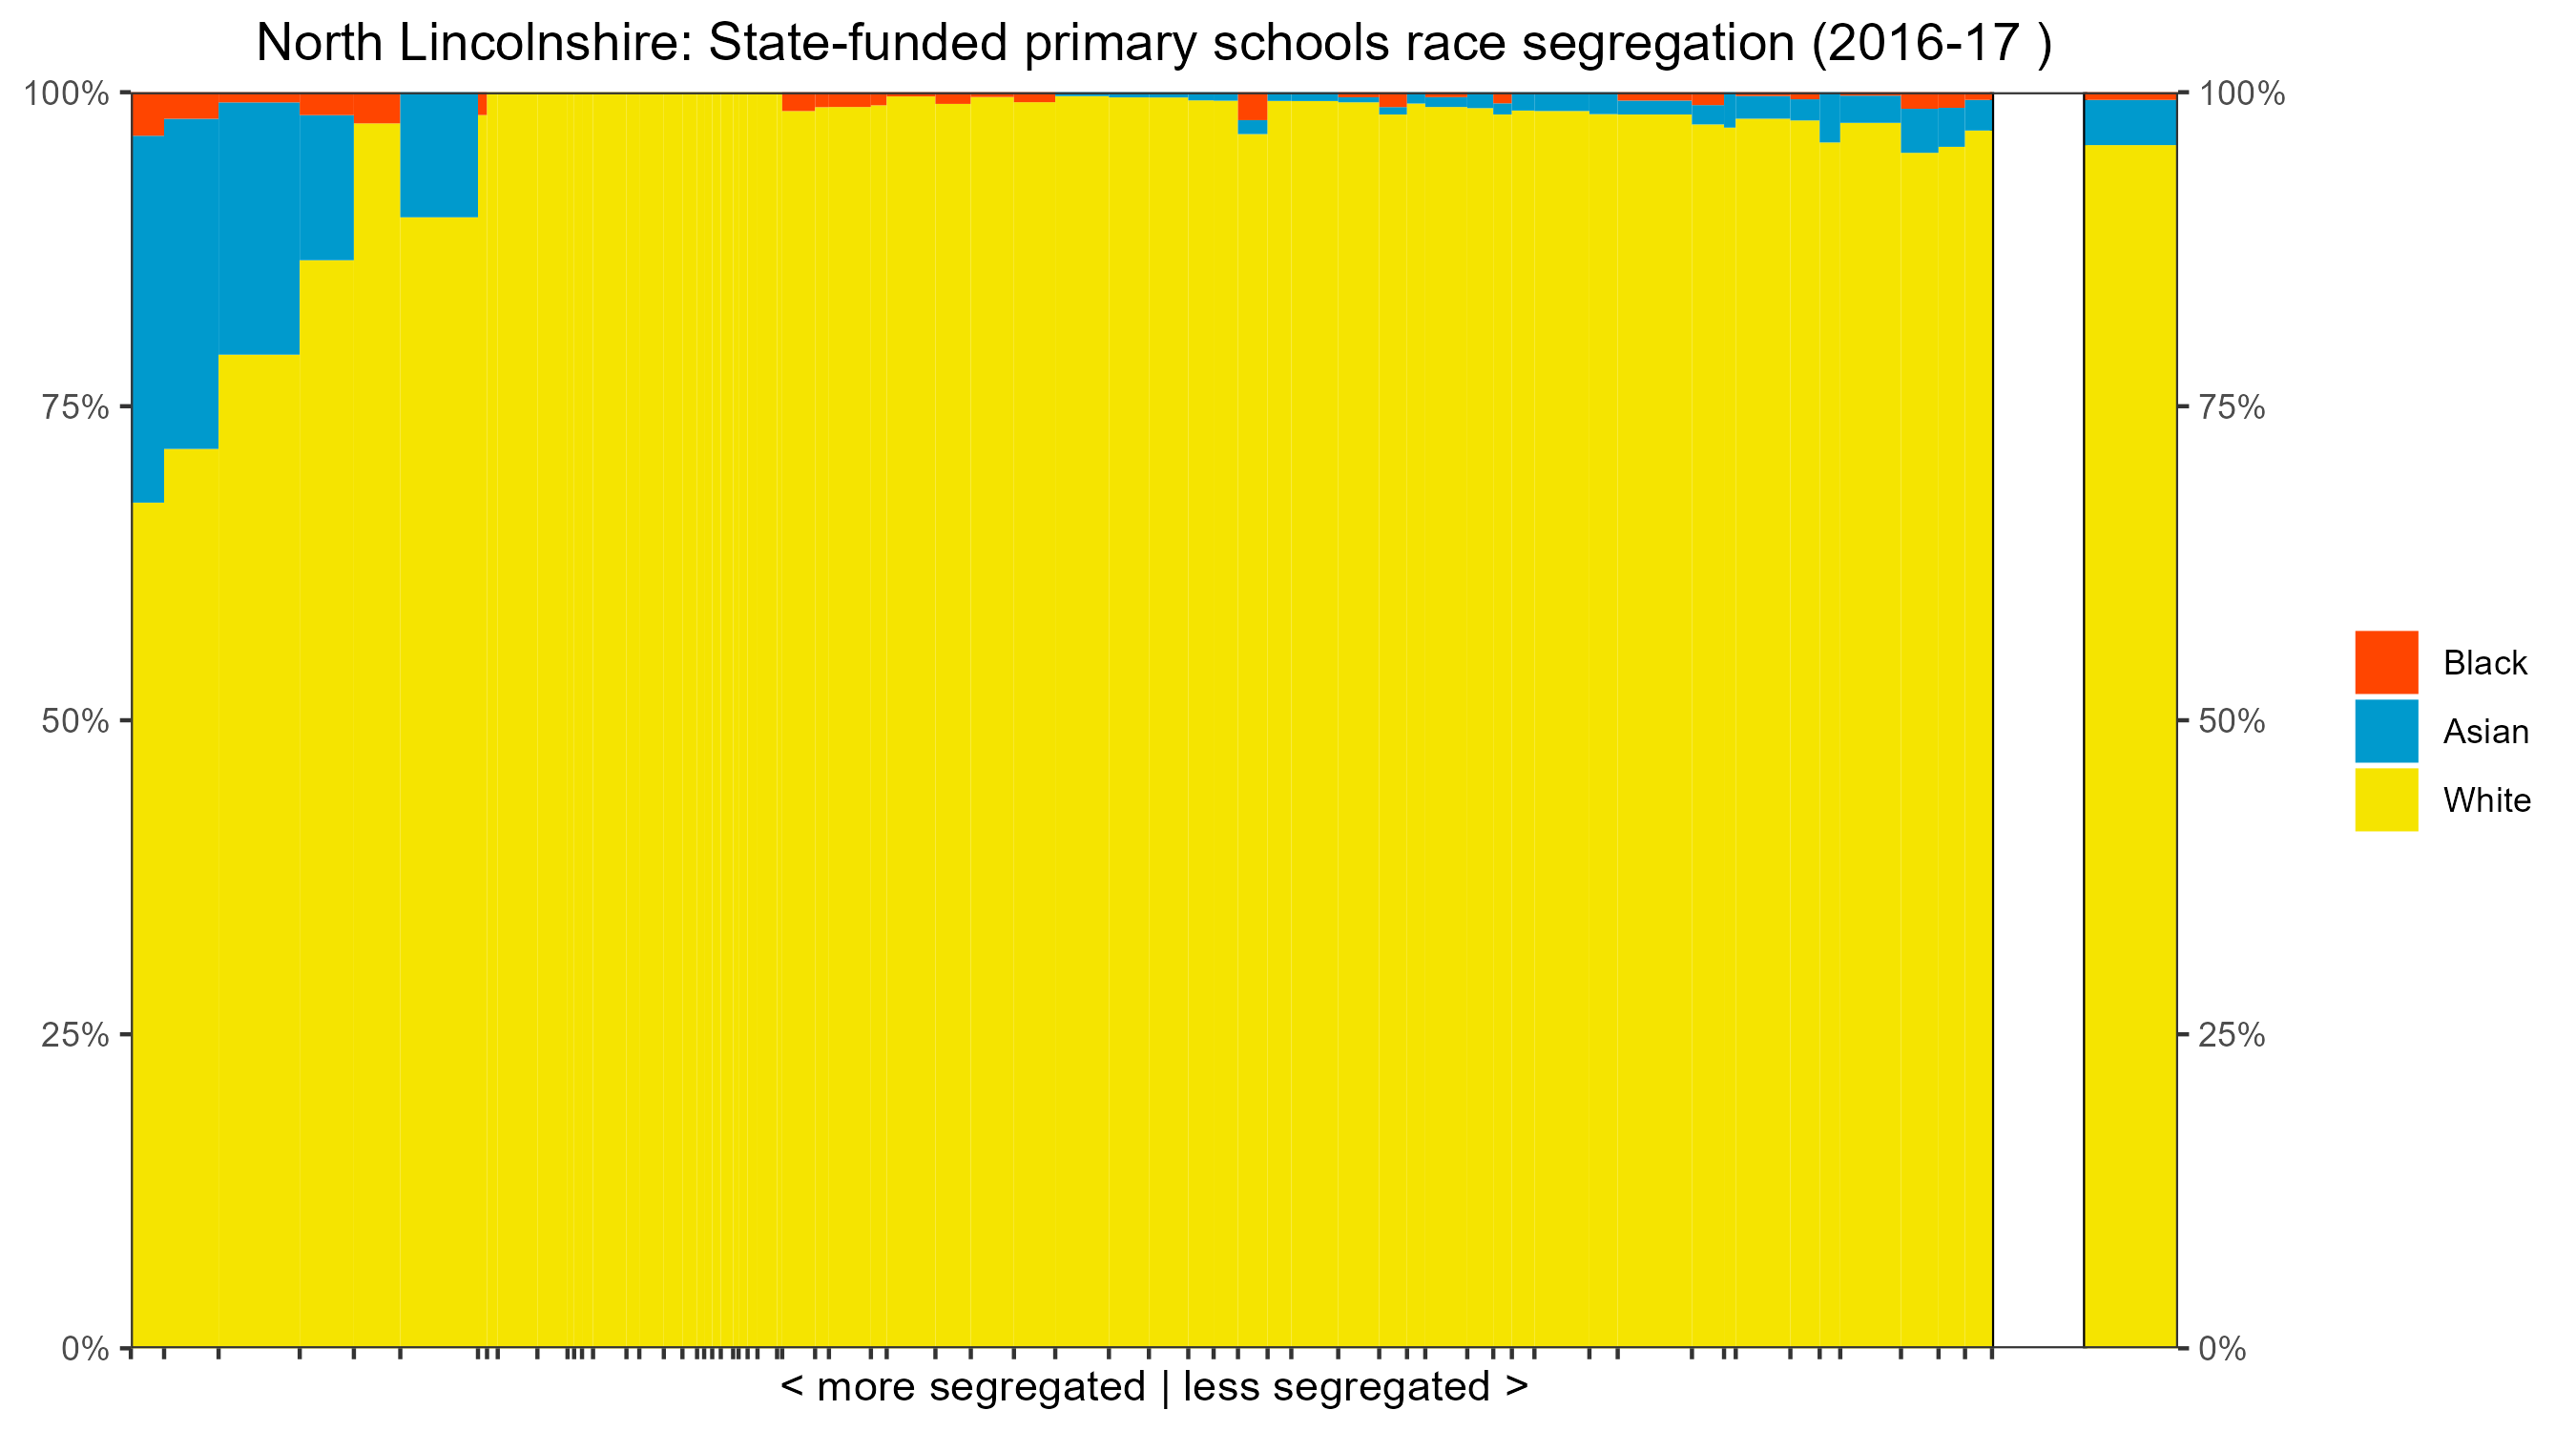 North Lincolnshire: State-funded primary schools race segregation (2016-17 )
100%
100%
75%
75%
50%
50%
25%
25%
0%
0%
Black
Asian
White
< more segregated | less segregated >